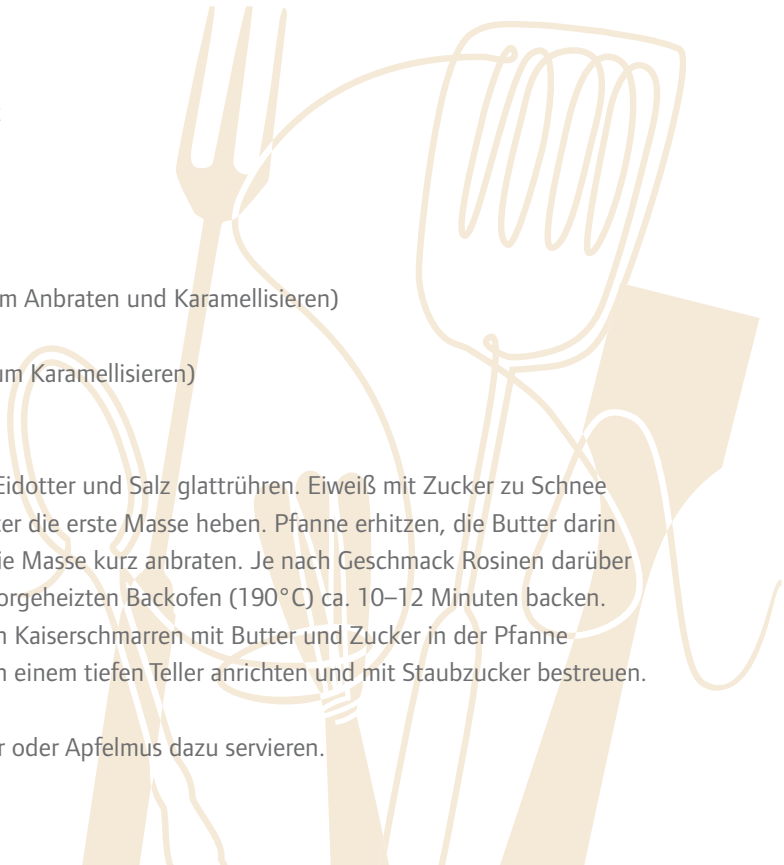 m Anbraten und Karamellisieren)
um Karamellisieren)
Eidotter und Salz glattrühren. Eiweiß mit Zucker zu Schnee
ter die erste Masse heben. Pfanne erhitzen, die Butter darin
ie Masse kurz anbraten. Je nach Geschmack Rosinen darüber
orgeheizten Backofen (190°C) ca. 10–12 Minuten backen.
n Kaiserschmarren mit Butter und Zucker in der Pfanne
n einem tiefen Teller anrichten und mit Staubzucker bestreuen.
r oder Apfelmus dazu servieren.